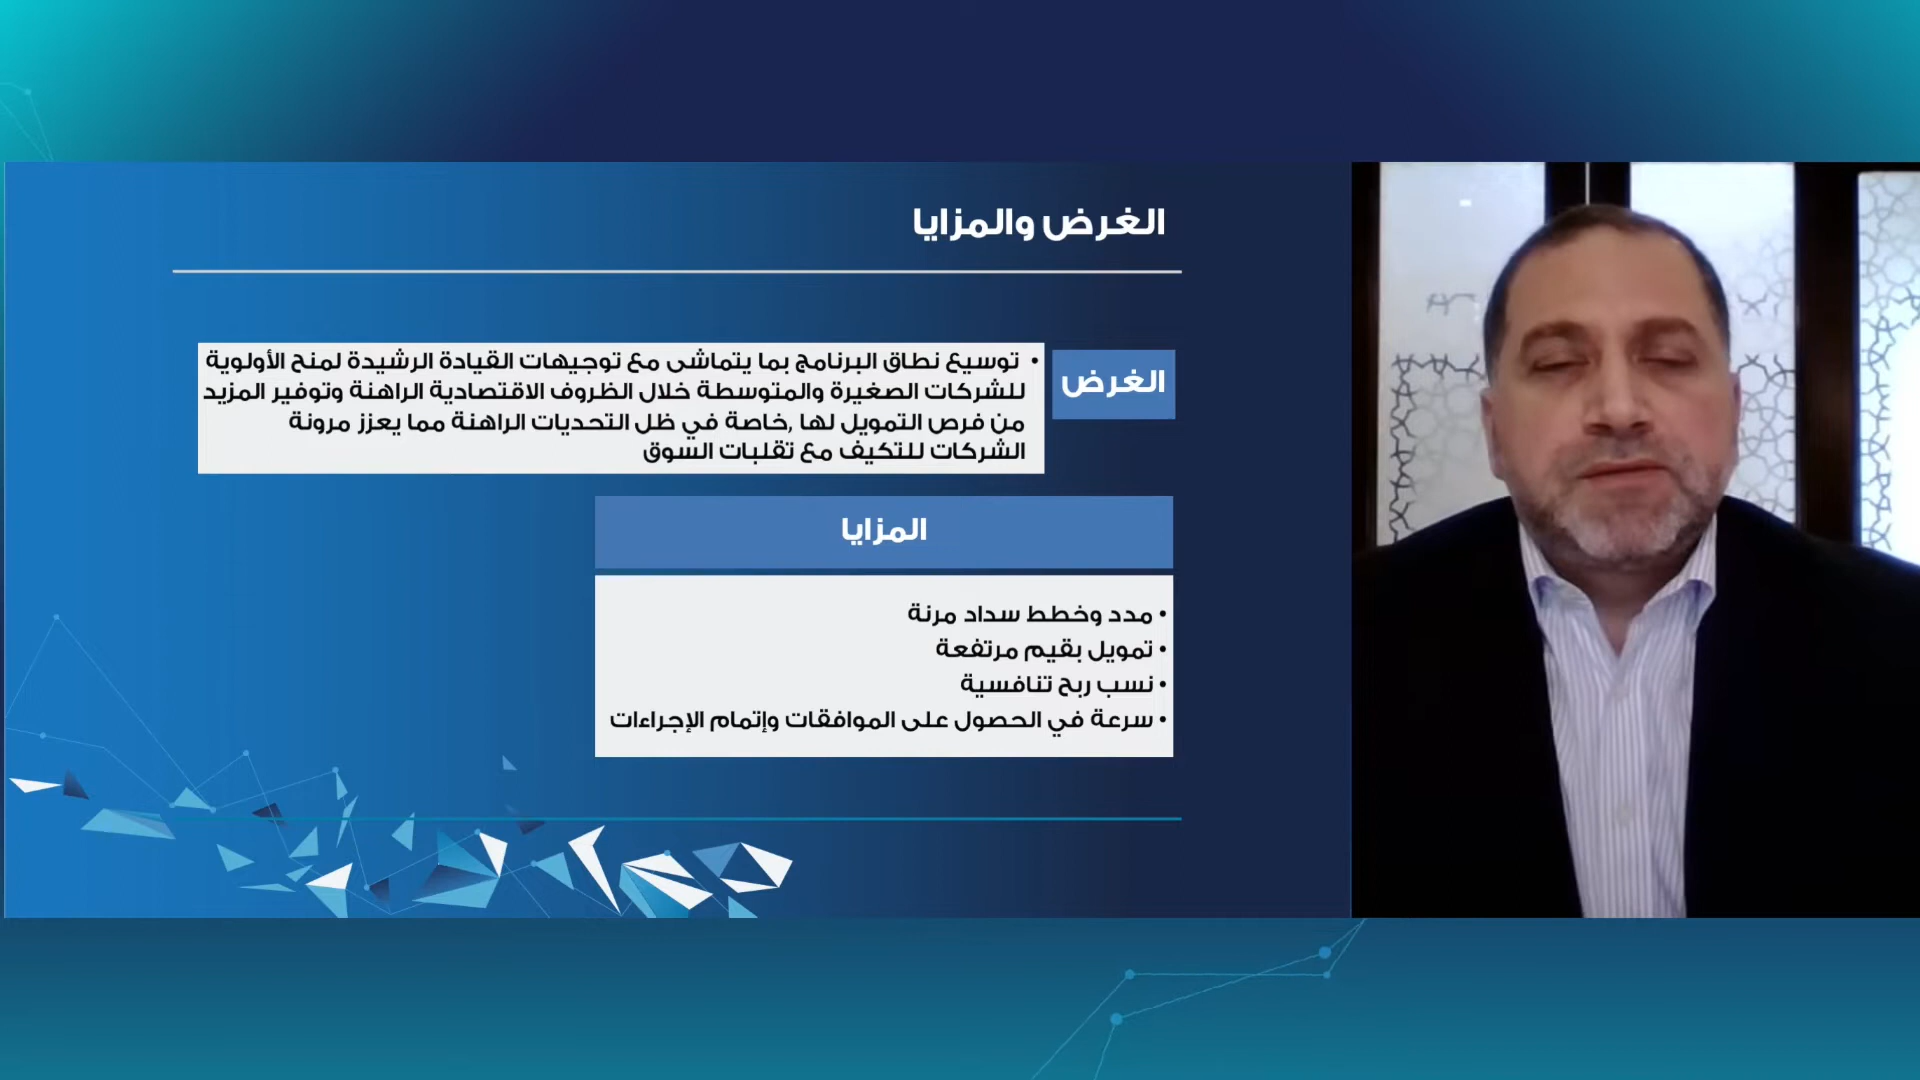 الغرض والمزايا
الغرض
• توسيع نطاق البرنامج بما يتماشى مع توجيهات القيادة الرشيدة لمنح الأولوية
للشركات الصغيرة والمتوسطة خلال الظروف الاقتصادية الراهنة وتوفير المزيد
من فرص التمويل لها ,خاصة في ظل التحديات الراهنة مما يعزز مرونة
الشركات للتكيف مع تقلبات السوق
المزايا
• مدد وخطط سداد مرنة
• تمويل بقيم مرتفعة
• نسب ربح تنافسية
• سرعة في الحصول على الموافقات وإتمام الإجراءات